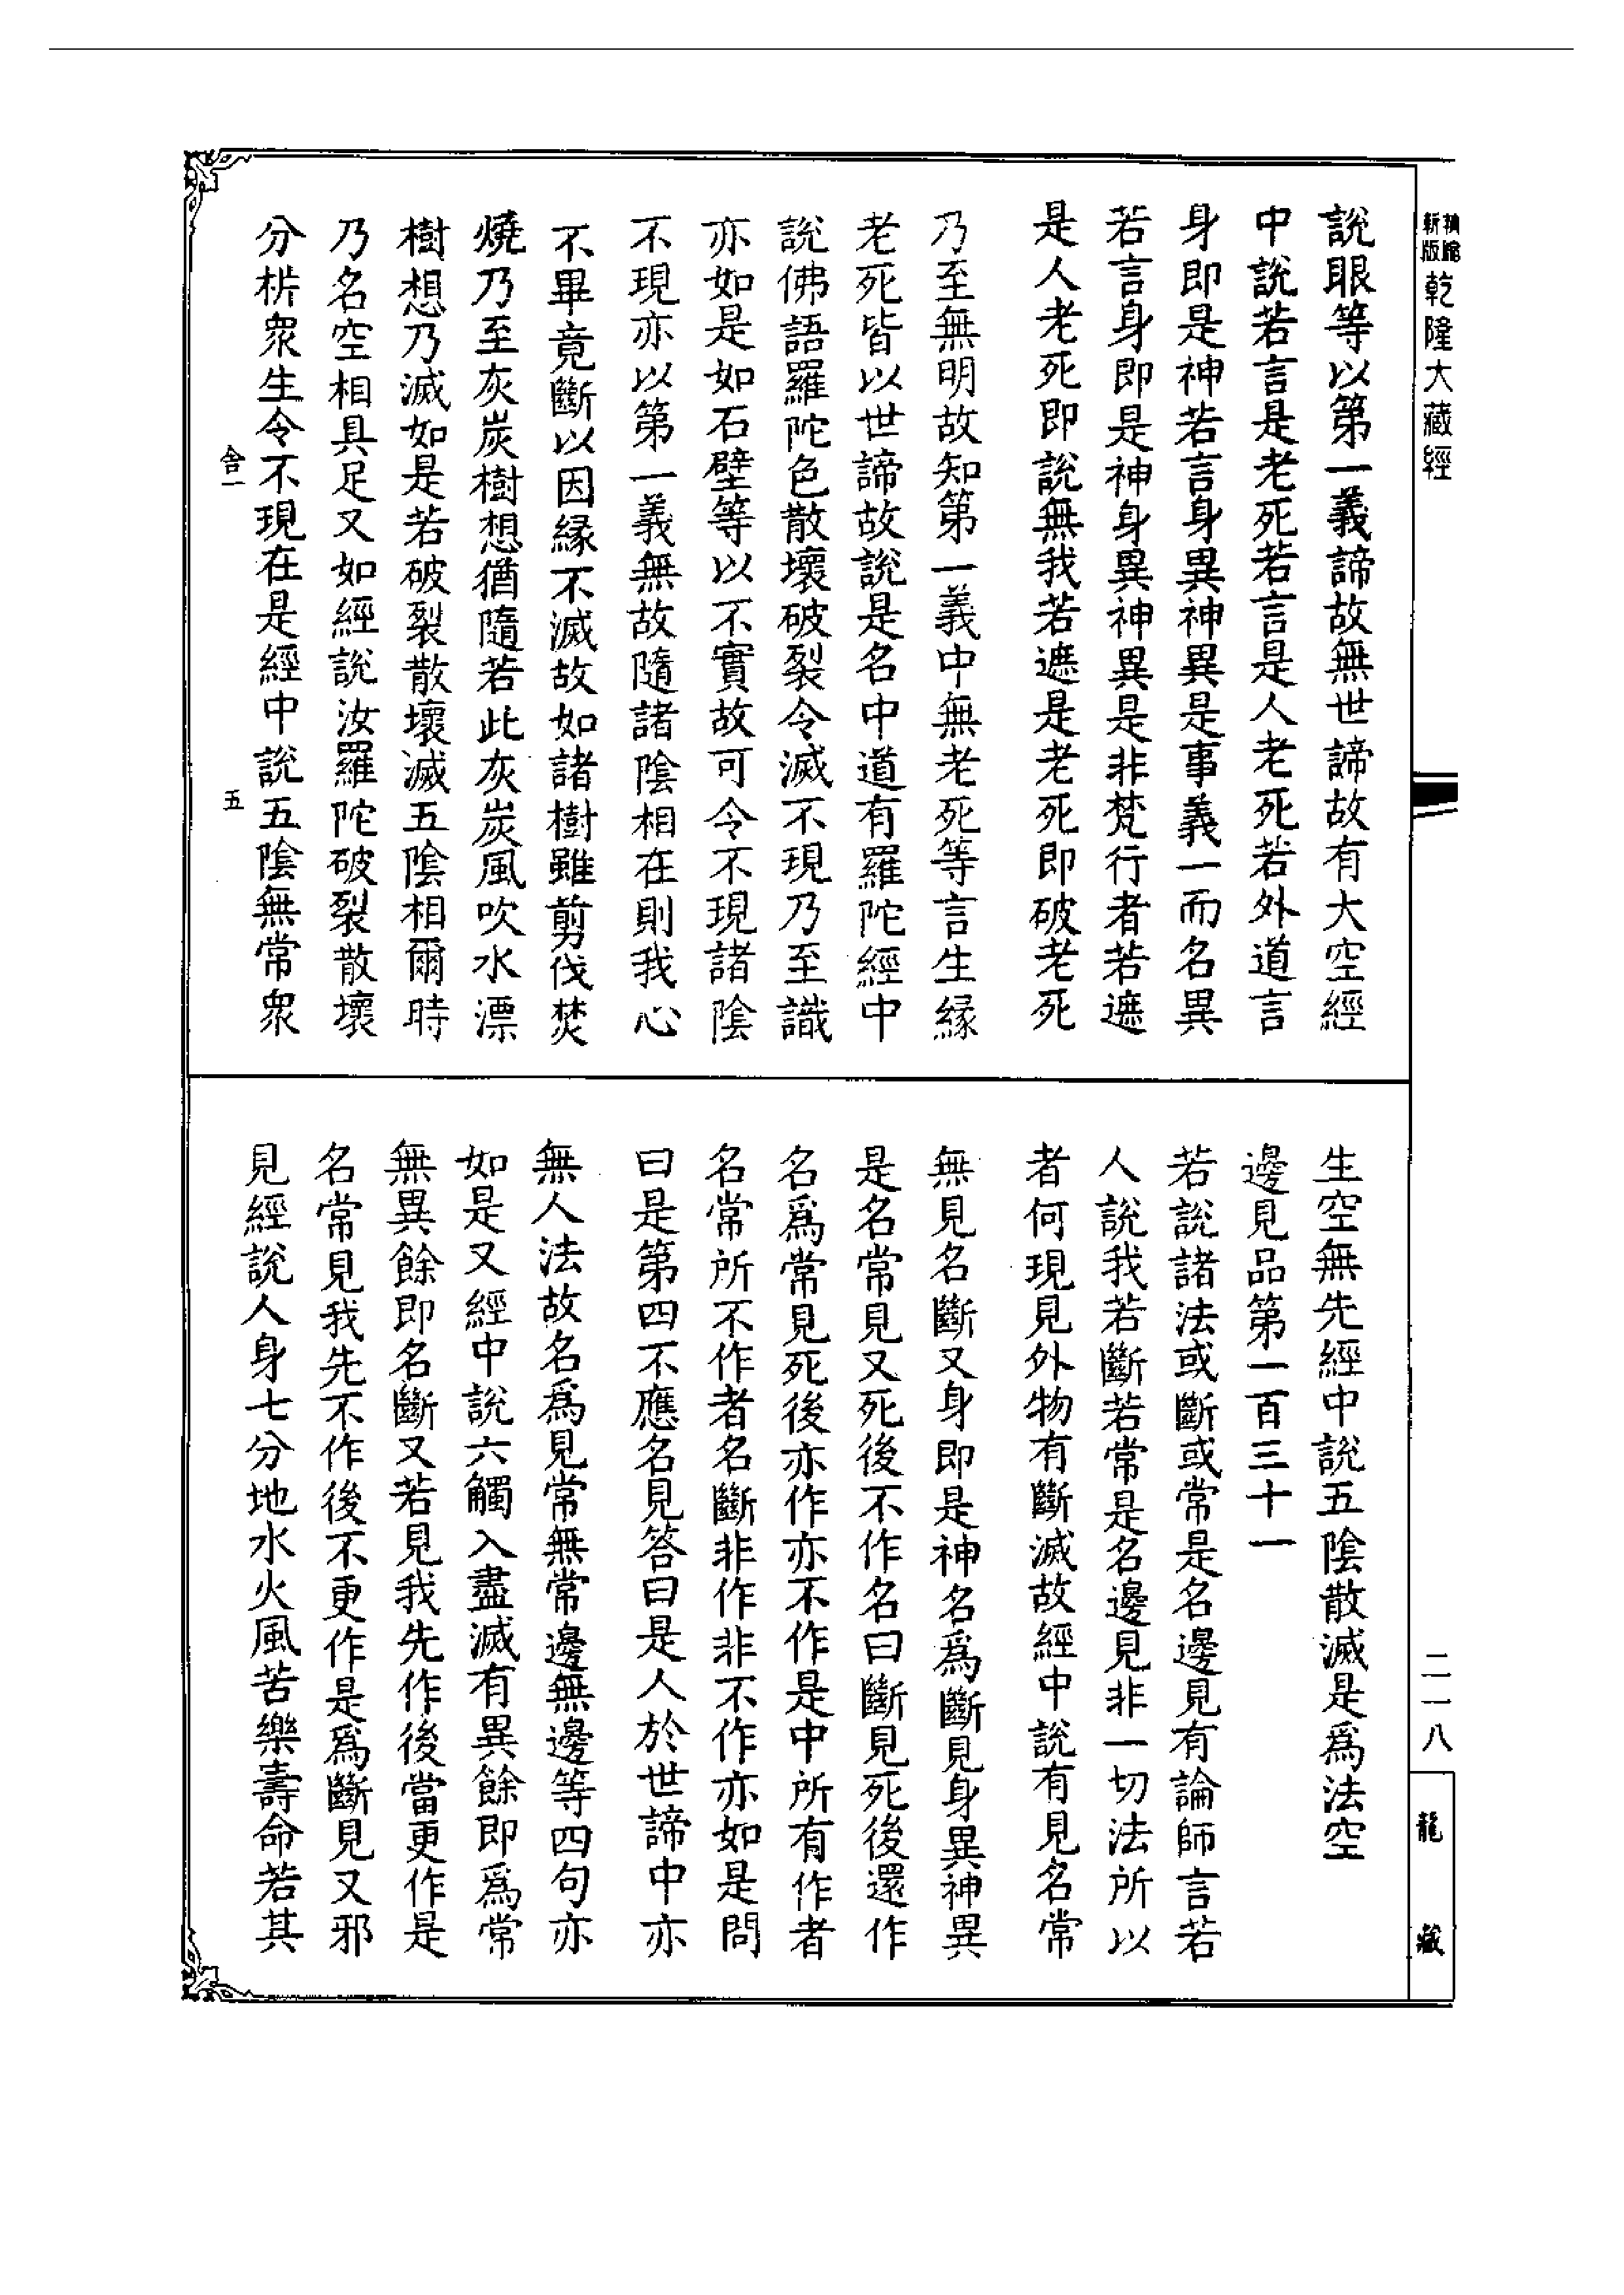 精縮
新版
乾隆大藏經
說眼等以第一義諦故無世諦故有大空經
中說若言是老死若言是人老死若外道言
身即是神若言身異神異是事義一而名異
若言身即是神身異神異是非梵行者若遮
是人老死即說無我若遮是老死即破老死
乃至無明故知第一義中無老死等言生緣
老死皆以世諦故說是名中道有羅陀經中
說佛語羅陀色散壞破裂令滅不現乃至識
亦如是如石壁等以不實故可令不現諸陰
不現亦以第一義無故隨諸陰相在則我心
不畢竟斷以因緣不滅故如諸樹雖剪伐焚
燒乃至灰炭樹想猶隨若此灰炭風吹水漂
樹想乃滅如是若破裂散壞滅五陰相爾時
乃名空相具足又如經說汝羅陀破裂散壞
分枿衆生令不現在是經中說五陰無常衆
舍一
五
生空無先經中說五陰散滅是爲法空
邊見品第一百三十一
若說諸法或斷或常是名邊見有論師言若
人說我若斷若常是名邊見非一切法所以
者何現見外物有斷滅故經中說有見名常
無見名斷又身即是神名爲斷見身異神異
是名常見又死後不作名曰斷見死後還作
名爲常見死後亦作亦不作是中所有作者
名常所不作者名斷非作非不作亦如是問
曰是第四不應名見答曰是人於世諦中亦
無人法故名爲見常無常邊無邊等四句亦
如是又經中說六觸入盡滅有異餘即爲常
無異餘即名斷又若見我先作後當更作是
名常見我先不作後不更作是爲斷見又邪
見經說人身七分地水火風苦樂壽命若其
二一八
龍藏